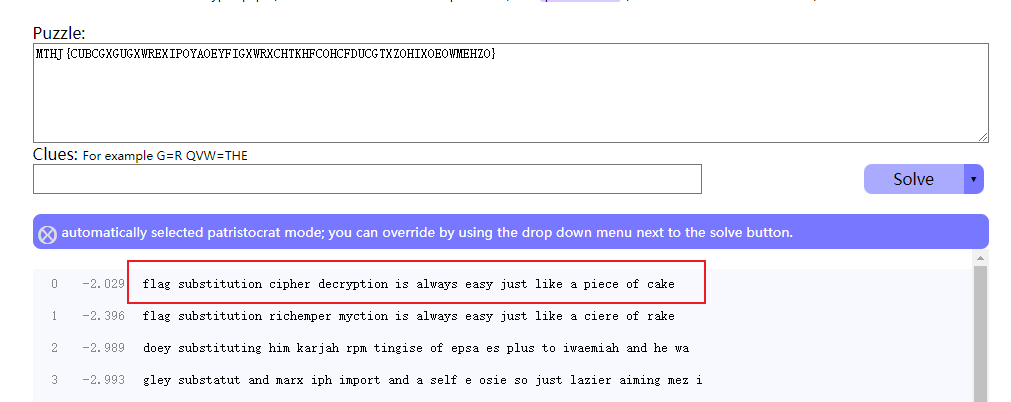 Puzzle:
MTHJ{CUBCGXGUGXWREXIPOYAOEYFIGXWRXCHTKHFCOHCFDUCGTXZOHIXOEOWMEHZO}
Clues: For example G=R QVW=THE
Solve
automatically selected patristocrat mode; you can override by using the drop down menu next to the solve button.
0 -2.029 flag substitution cipher decryption is always easy just like a piece of cake
1 -2.396 flag substitution richemper myction is always easy just like a ciere of rake
2 -2.989 doey substituting him karjah rpm tingise of epsa es plus to iwaemiah and he wa
3 -2.993 gley substatut and marx iph import and a self e osie so just lazier aiming mez i